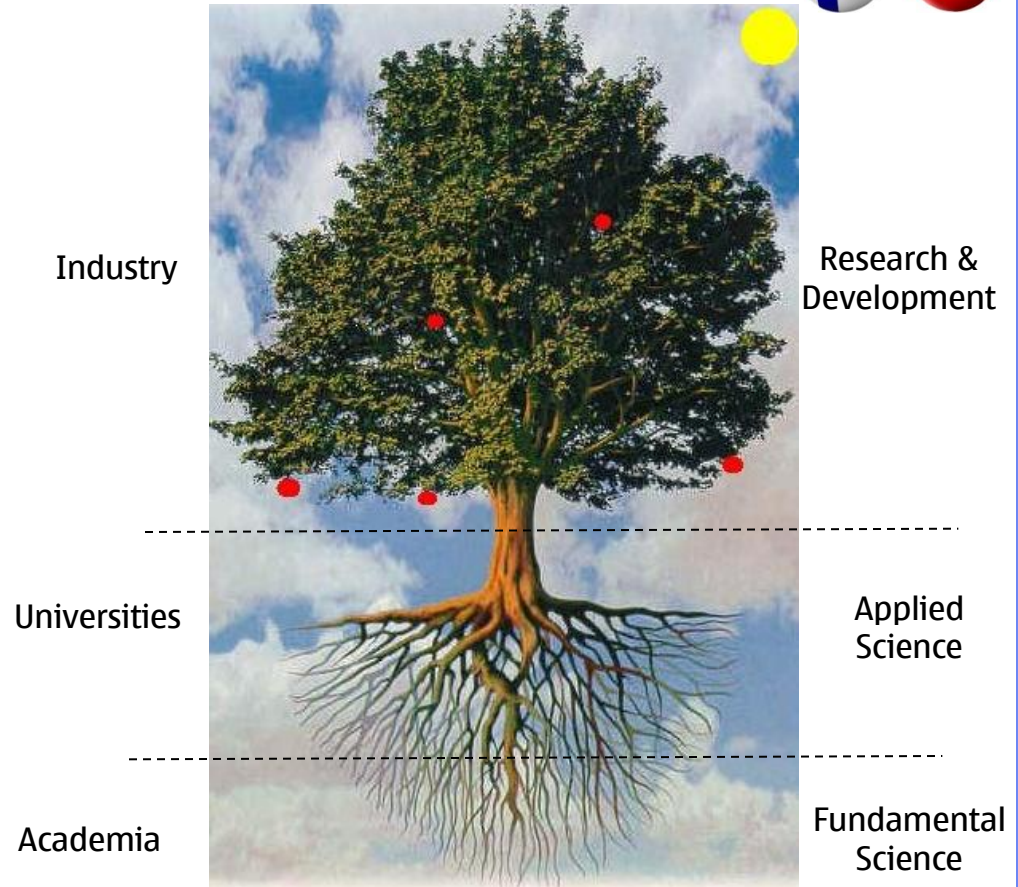 Industry
Research &
Development
Universities
Applied
Science
Academia
Fundamental
Science